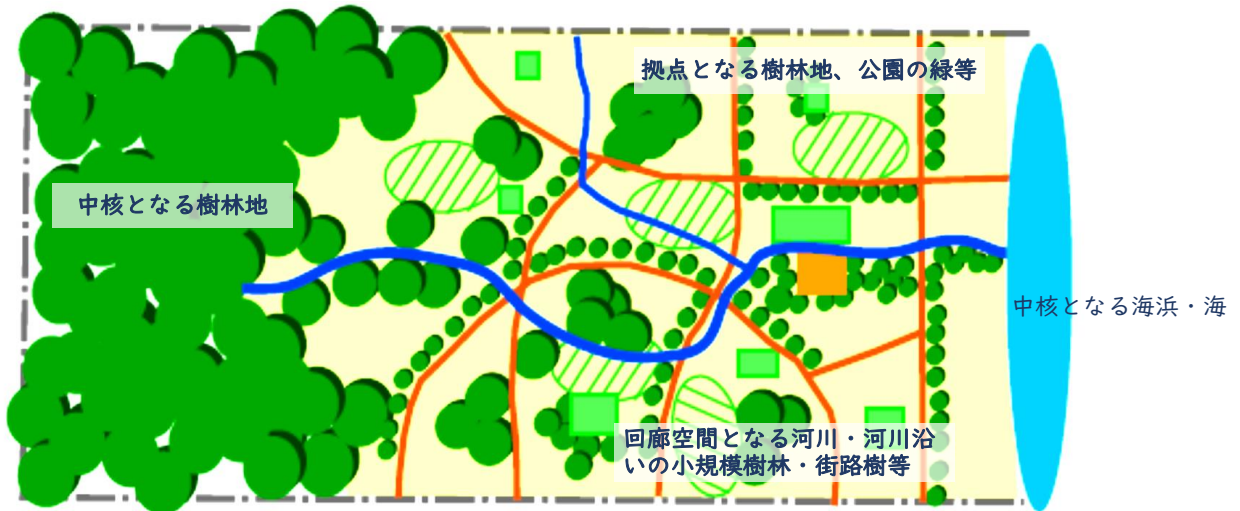 拠点となる樹林地、公園の緑等
中核となる樹林地
中核となる海浜・海
回廊空間となる河川・河川沿
いの小規模樹林・街路樹等